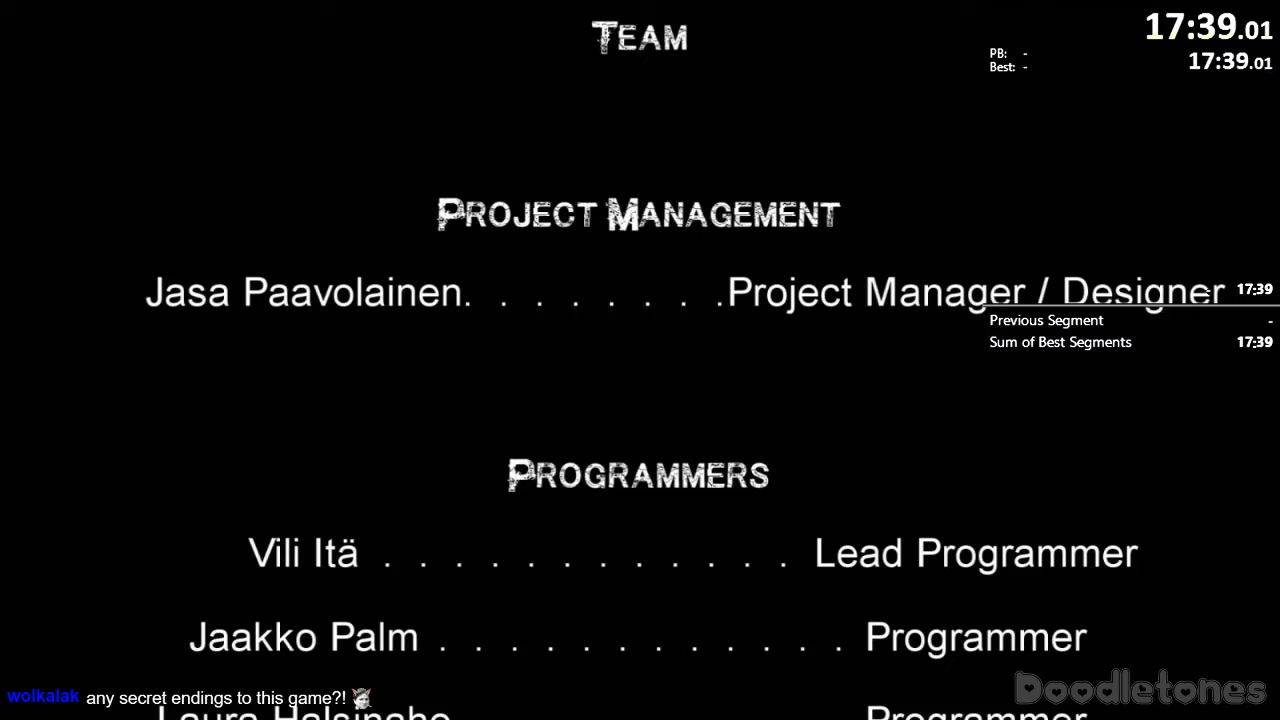 TEAM
17:39.01
PB: -
17:39.01
Best: -
PROJECT MANAGEMENT
Jasa Paavolainen. . . . . . . .Project Manager / Designer
17:39
Previous Segment -
Sum of Best Segments 17:39
PROGRAMMERS
Vili Itä . . . . . . . . . . . . Lead Programmer
Jaakko Palm . . . . . . . . . . . . Programmer
Doodletones
wolkalak any secret endings to this game?!
Programmer